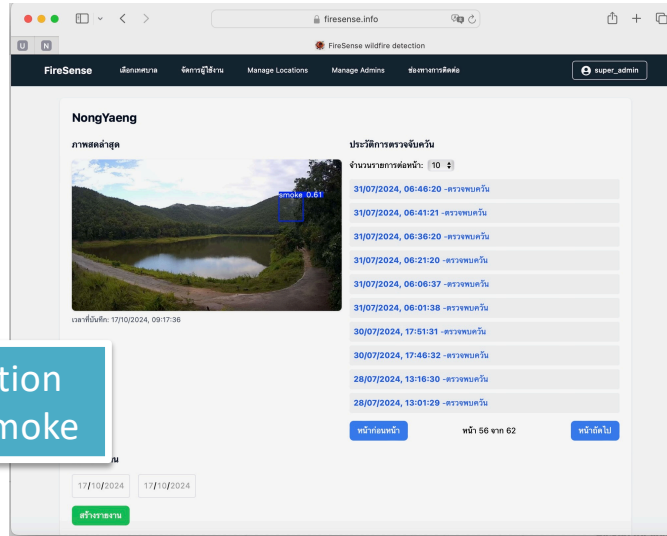 firesense.info
U
N
FireSense wildfire detection
FireSense
เลือกเทศบาล
จัดการผู้ใช้งาน
Manage Locations
Manage Admins
ช่องทางการติดต่อ
super_admin
NongYaeng
ภาพสดล่าสุด
smoke 0.61
เวลาที่บันทึก: 17/10/2024, 09:17:36
ประวัติการตรวจจับควัน
จำนวนรายการต่อหน้า: 10
31/07/2024, 06:46:20 -ตรวจพบควัน
31/07/2024, 06:41:21 -ตรวจพบควัน
31/07/2024, 06:36:20 -ตรวจพบควัน
31/07/2024, 06:21:20 -ตรวจพบควัน
31/07/2024, 06:06:37 -ตรวจพบควัน
31/07/2024, 06:01:38 -ตรวจพบควัน
30/07/2024, 17:51:31 -ตรวจพบควัน
30/07/2024, 17:46:32 -ตรวจพบควัน
28/07/2024, 13:16:30 -ตรวจพบควัน
28/07/2024, 13:01:29 -ตรวจพบควัน
หน้าก่อนหน้า
หน้า 56 จาก 62
หน้าถัดไป
tion
moke
17/10/2024
17/10/2024
สร้างรายงาน